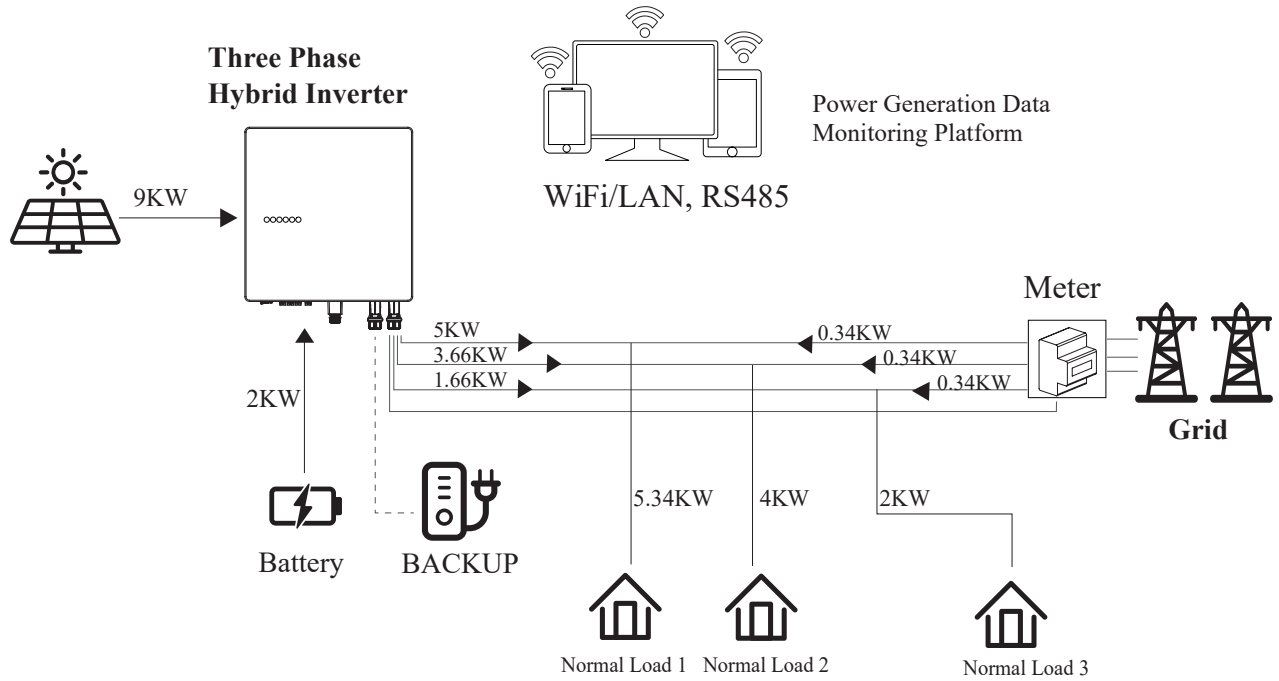 Three Phase
Hybrid Inverter
Power Generation Data
Monitoring Platform
WiFi/LAN, RS485
9KW
Meter
5KW
0.34KW
3.66KW
0.34KW
1.66KW
0.34KW
2KW
Grid
5.34KW
4KW
2KW
Battery
BACKUP
Normal Load 1
Normal Load 2
Normal Load 3